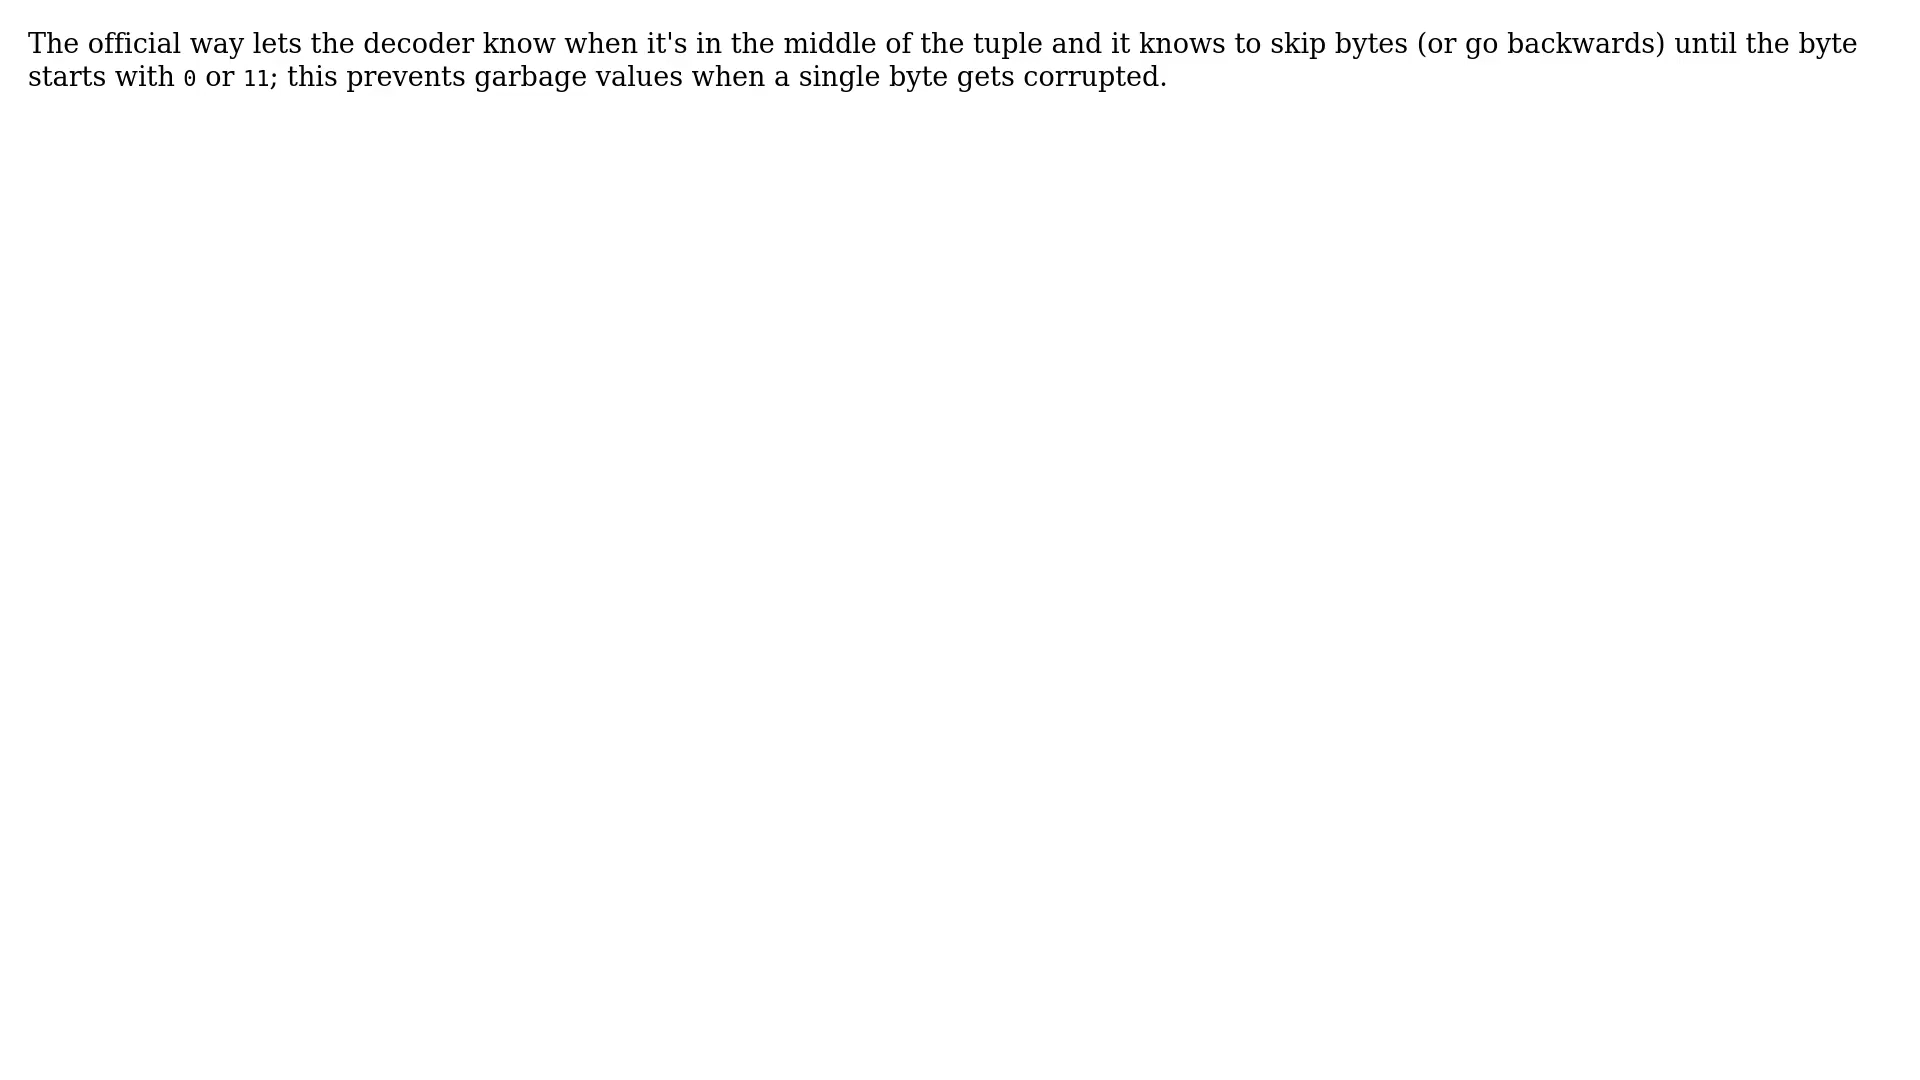 The official way lets the decoder know when it's in the middle of the tuple and it knows to skip bytes (or go backwards) until the byte
starts with 0 or 11; this prevents garbage values when a single byte gets corrupted.